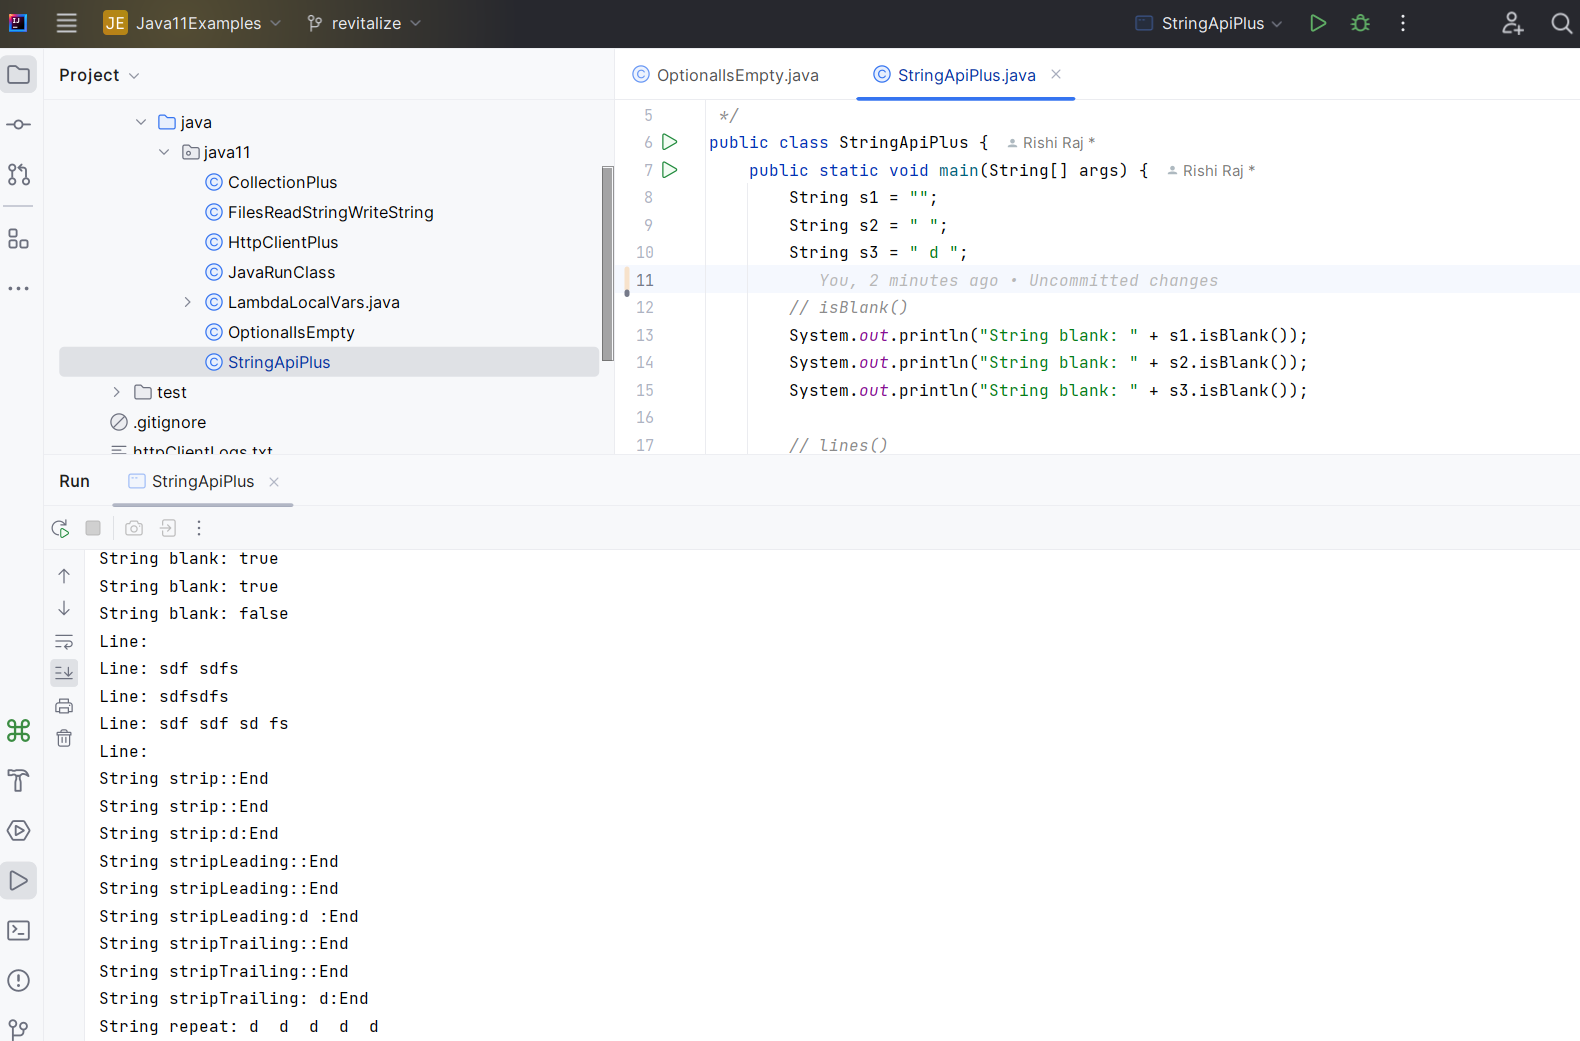 JE Java11Examples revitalize StringApiPlus
Project
OptionalIsEmpty.java StringApiPlus.java
java
java11
CollectionPlus
FilesReadStringWriteString
HttpClientPlus
JavaRunClass
LambdaLocalVars.java
OptionalIsEmpty
StringApiPlus
test
.gitignore
httpClientLogs.txt
5 */
6 public class StringApiPlus { Rishi Raj *
7 public static void main(String[] args) { Rishi Raj *
8 String s1 = "";
9 String s2 = " ";
10 String s3 = " d ";
11 You, 2 minutes ago • Uncommitted changes
12 // isBlank()
13 System.out.println("String blank: " + s1.isBlank());
14 System.out.println("String blank: " + s2.isBlank());
15 System.out.println("String blank: " + s3.isBlank());
16
17 // lines()
Run StringApiPlus
String blank: true
String blank: true
String blank: false
Line:
Line: sdf sdfs
Line: sdfsdfs
Line: sdf sdf sd fs
Line:
String strip::End
String strip::End
String strip:d:End
String stripLeading::End
String stripLeading::End
String stripLeading:d :End
String stripTrailing::End
String stripTrailing::End
String stripTrailing: d:End
String repeat: d  d  d  d  d